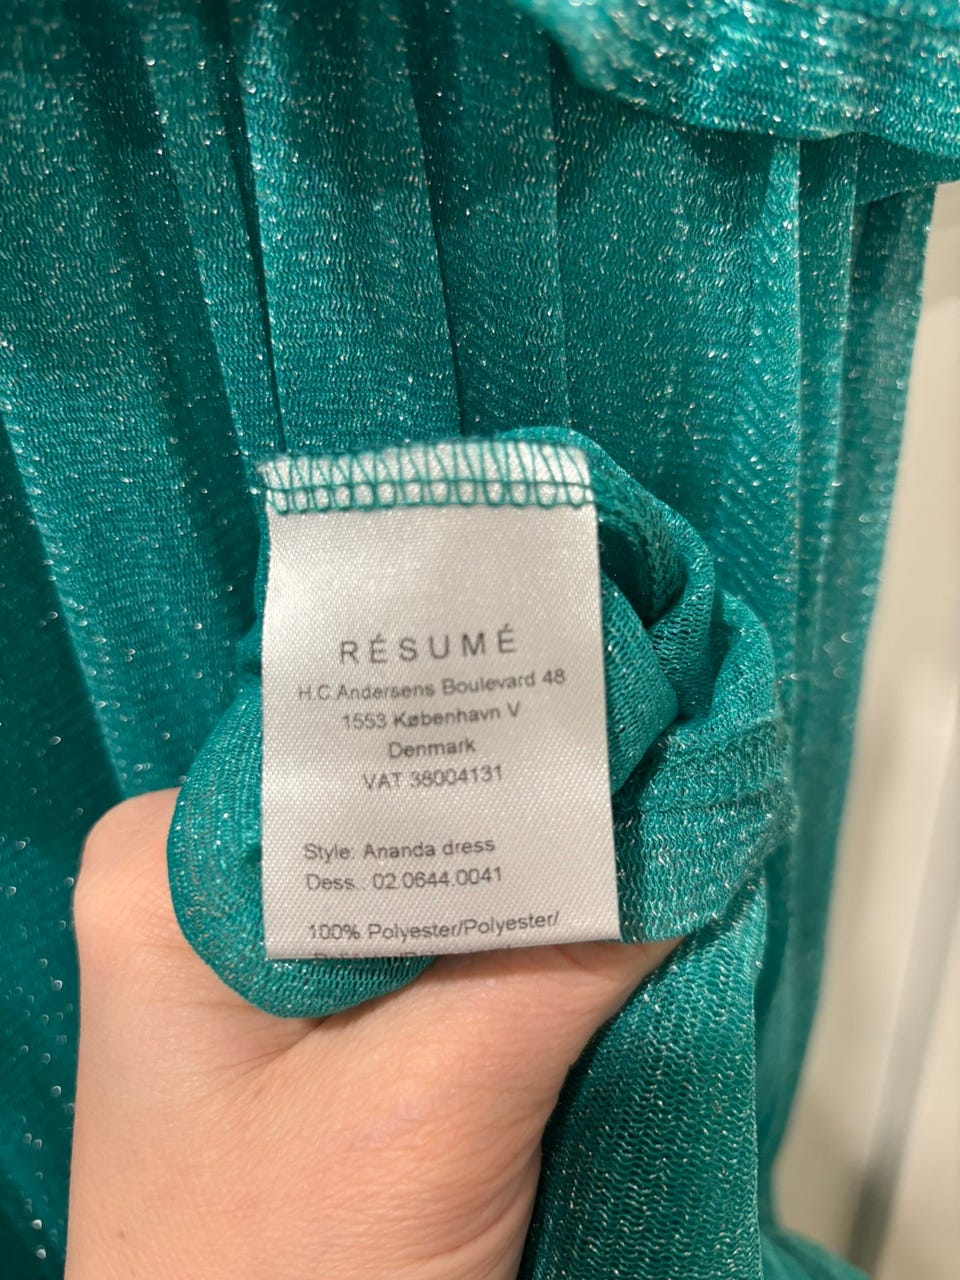 RÉSUMÉ
H.C.Andersens Boulevard 48
1553 København V
Denmark
VAT 38004131
Style: Ananda dress
Dess.: 02.0644.0041
100% Polyester/Polyester/